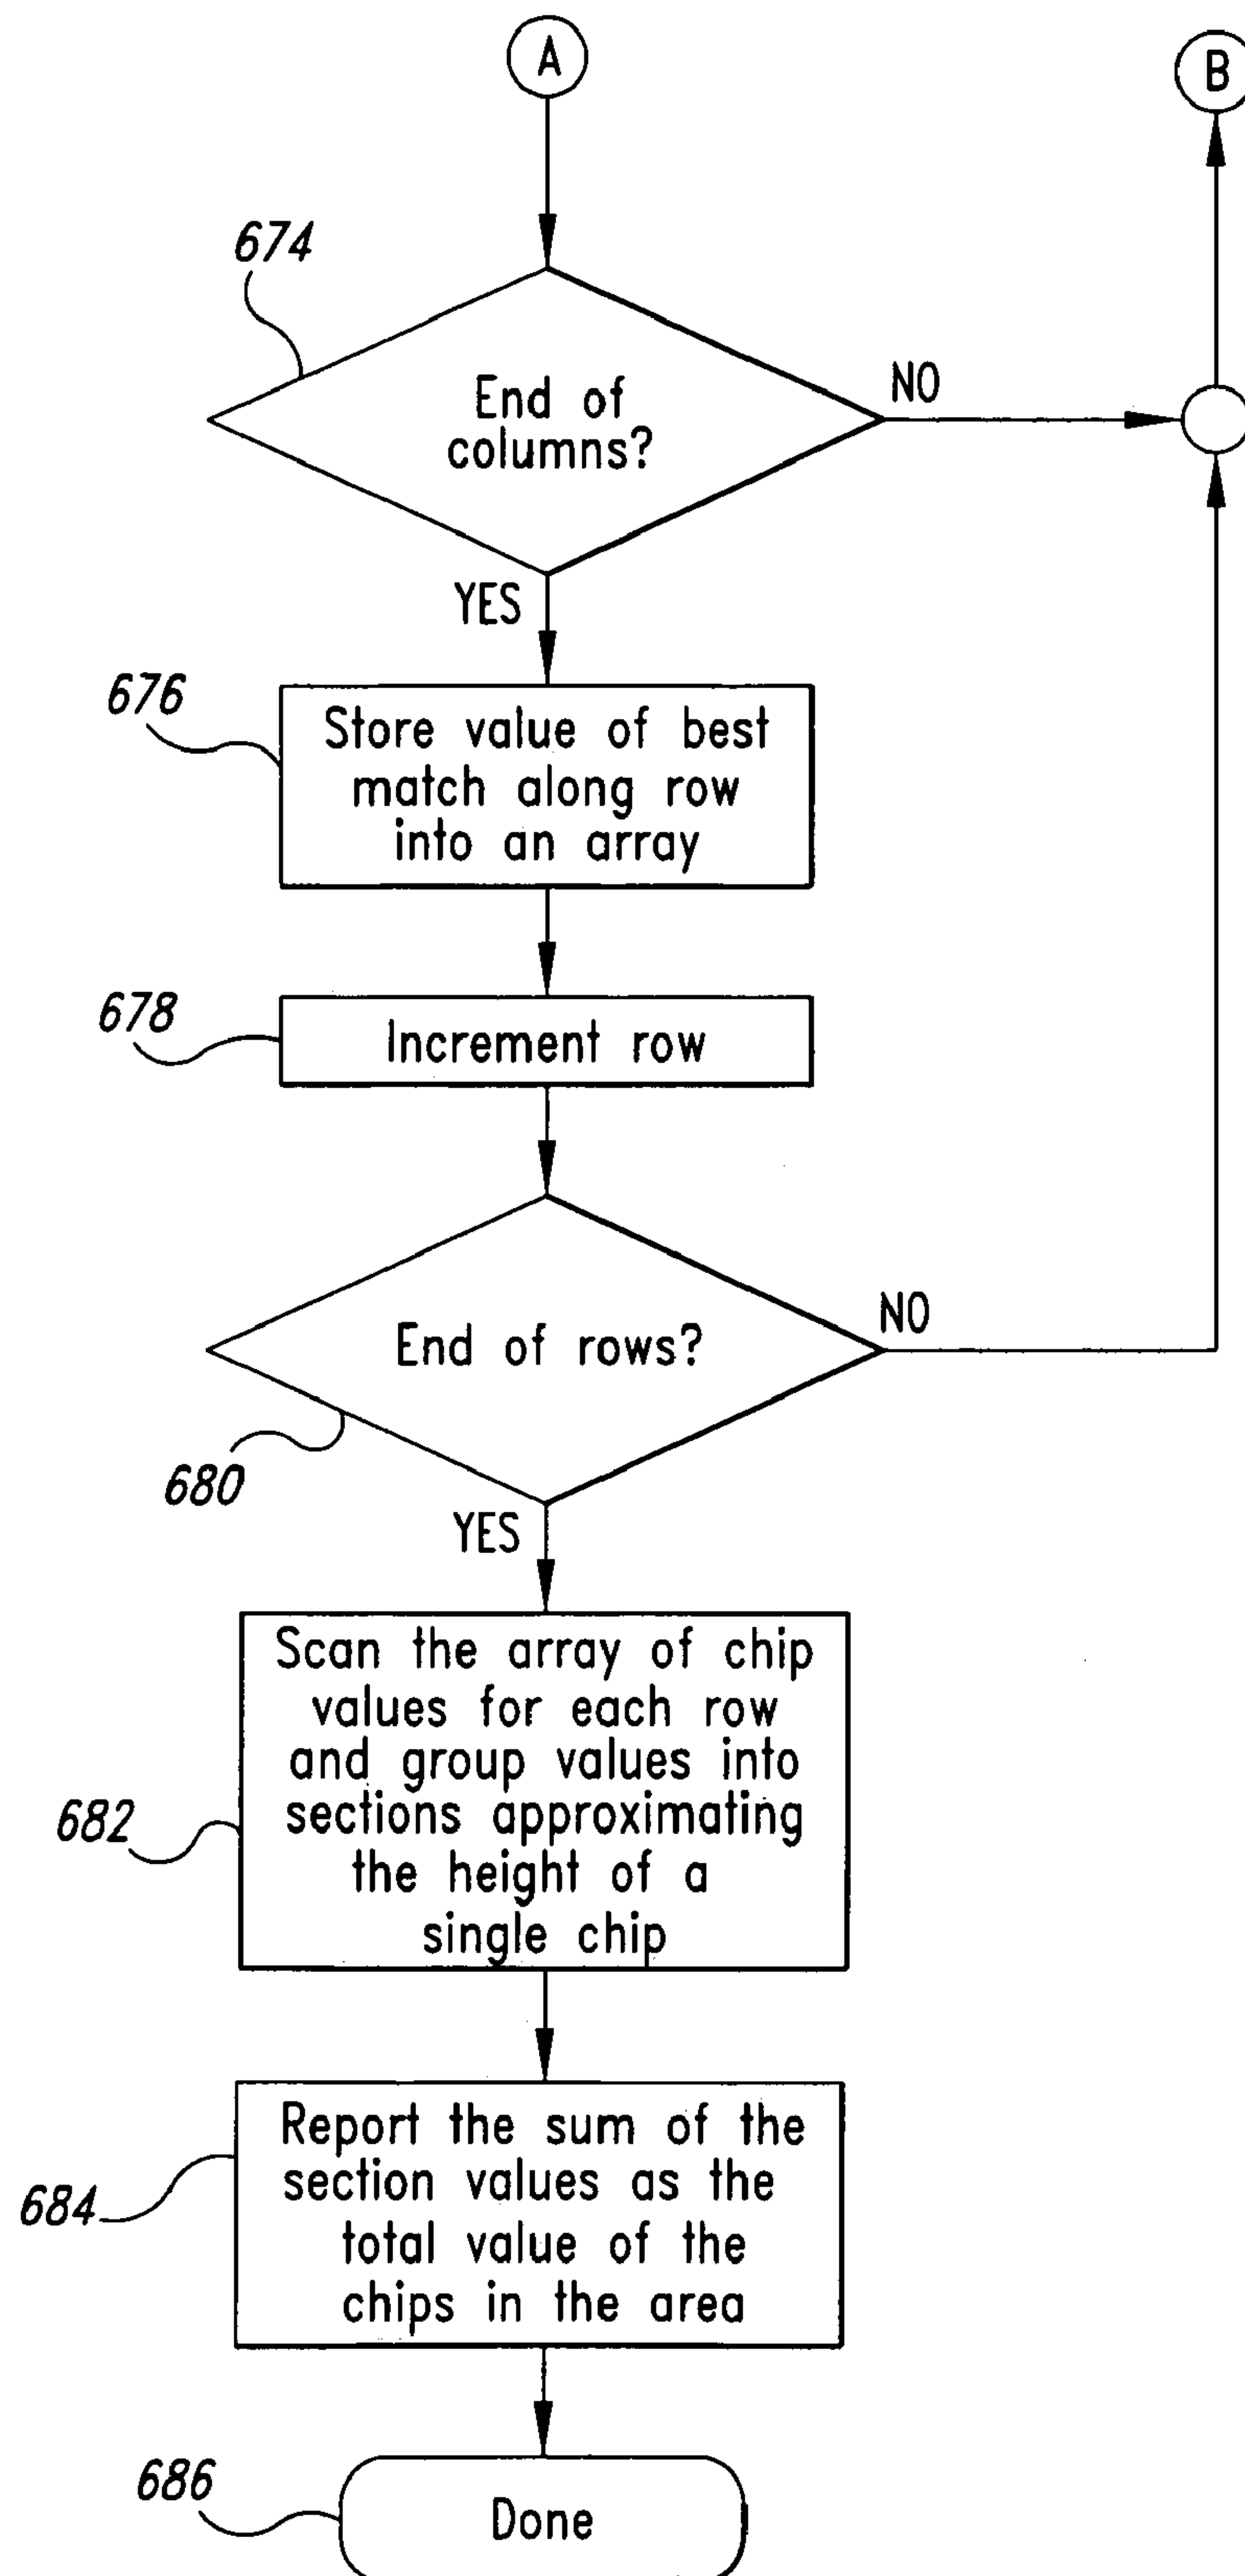 A
B
674
End of
columns?
NO
YES
676
Store value of best
match along row
into an array
678
Increment row
End of rows?
NO
680
YES
Scan the array of chip
values for each row
and group values into
sections approximating
the height of a
single chip
682
Report the sum of the
section values as the
total value of the
chips in the area
684
686
Done